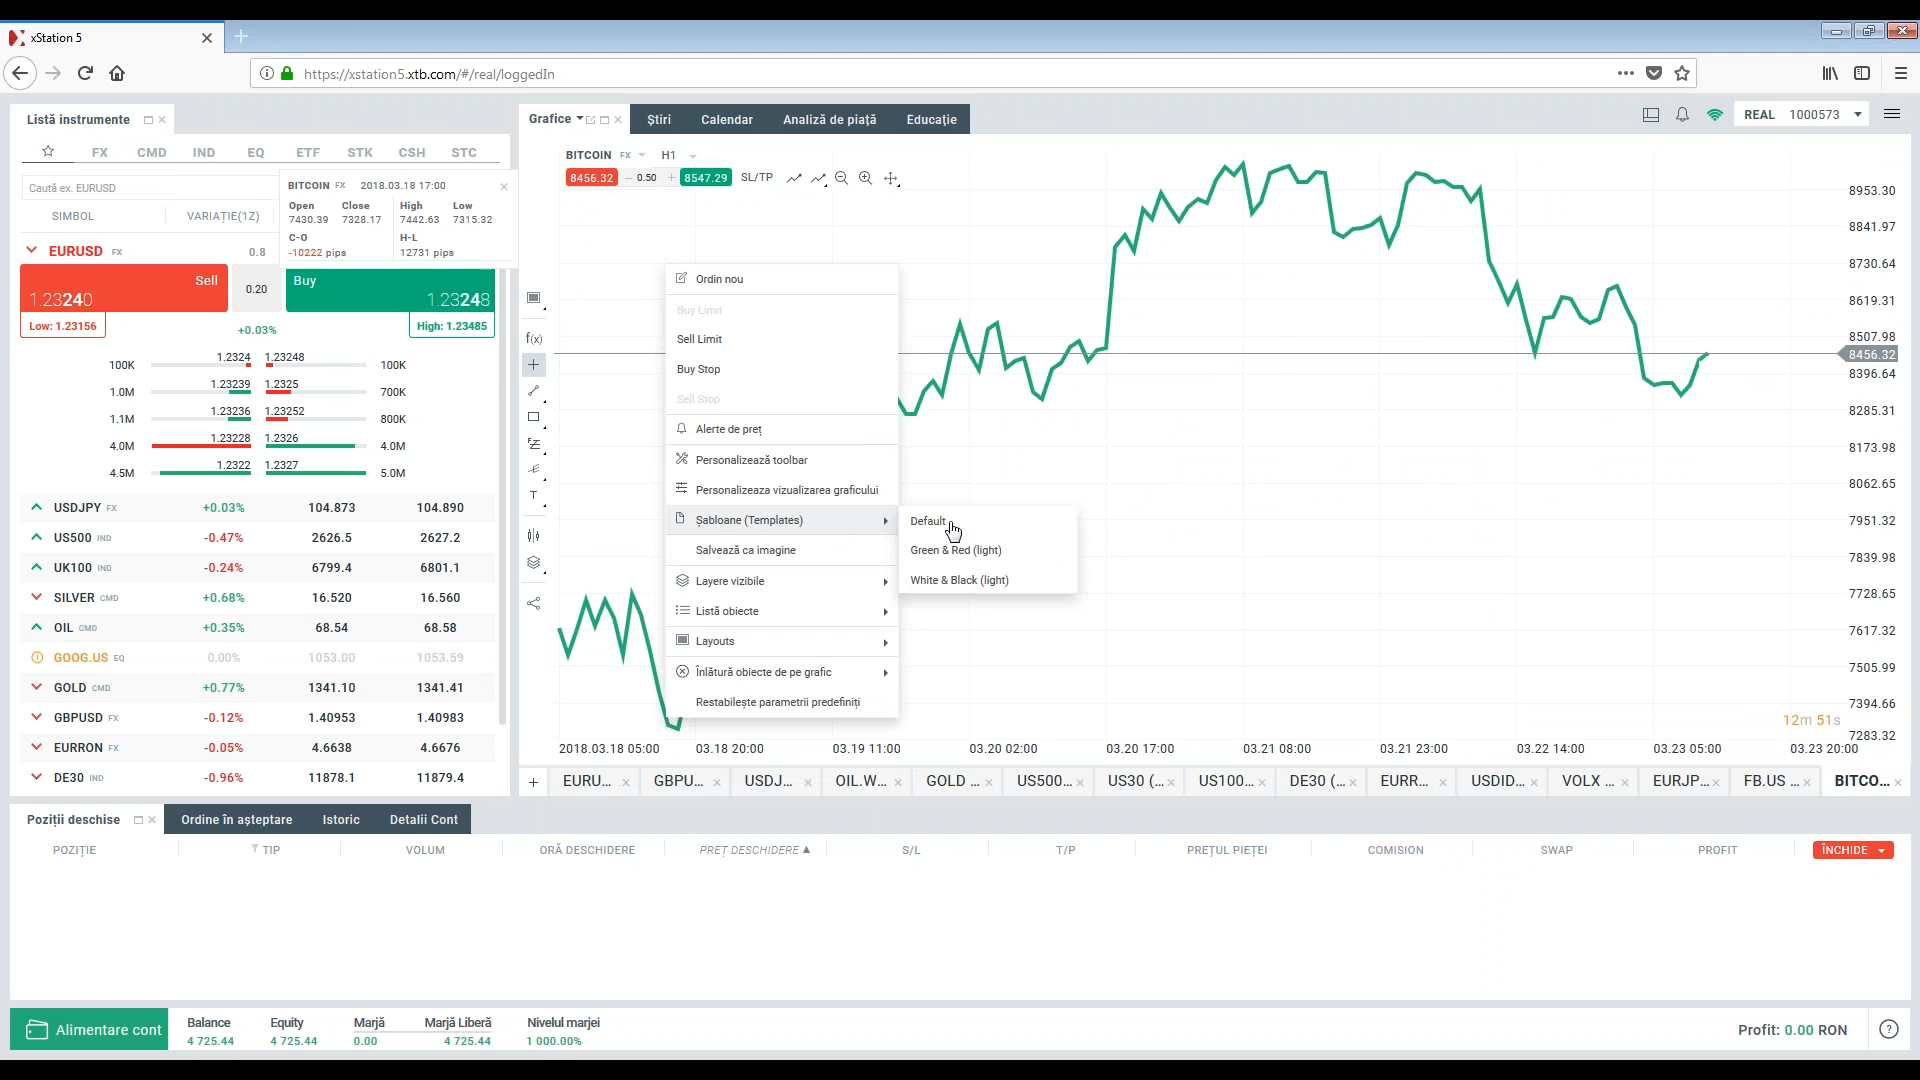 xStation 5
https://xstation5.xtb.com/#/real/loggedIn
Listă instrumente
Grafice
Știri
Calendar
Analiză de piață
Educație
REAL 1000573
FX CMD IND EQ ETF STK CSH STC
Caută ex. EURUSD
SIMBOL
VARIAȚIE(1Z)
BITCOIN FX 2018.03.18 17:00
Open Close High Low
7430.39 7328.17 7442.63 7315.32
C-O H-L
-10222 pips 12731 pips
EURUSD FX 0.8
Sell
1.23240
0.20
Buy
1.23248
Low: 1.23156
+0.03%
High: 1.23485
100K 1.2324 1.23248 100K
1.0M 1.23239 1.2325 700K
1.1M 1.23236 1.23252 800K
4.0M 1.23228 1.2326 4.0M
4.5M 1.2322 1.2327 5.0M
USDJPY FX +0.03% 104.873 104.890
US500 IND -0.47% 2626.5 2627.2
UK100 IND -0.24% 6799.4 6801.1
SILVER CMD +0.68% 16.520 16.560
OIL CMD +0.35% 68.54 68.58
GOOG.US EQ 0.00% 1053.00 1053.59
GOLD CMD +0.77% 1341.10 1341.41
GBPUSD FX -0.12% 1.40953 1.40983
EURRON FX -0.05% 4.6638 4.6676
DE30 IND -0.96% 11878.1 11879.4
BITCOIN FX H1
8456.32 − 0.50 + 8547.29 SL/TP
f(x)
T
Ordin nou
Buy Limit
Sell Limit
Buy Stop
Sell Stop
Alerte de preț
Personalizează toolbar
Personalizeaza vizualizarea graficului
Șabloane (Templates)
Salvează ca imagine
Layere vizibile
Listă obiecte
Layouts
Înlătură obiecte de pe grafic
Restabilește parametrii predefiniți
Default
Green & Red (light)
White & Black (light)
8953.30
8841.97
8730.64
8619.31
8507.98
8456.32
8396.64
8285.31
8173.98
8062.65
7951.32
7839.98
7728.65
7617.32
7505.99
7394.66
7283.32
12m 51s
2018.03.18 05:00 03.18 20:00 03.19 11:00 03.20 02:00 03.20 17:00 03.21 08:00 03.21 23:00 03.22 14:00 03.23 05:00 03.23 20:00
+ EURU... GBPU... USDJ... OIL.W... GOLD ... US500... US30 (... US100... DE30 (... EURR... USDID... VOLX ... EURJP... FB.US ... BITCO...
Poziții deschise
Ordine în așteptare
Istoric
Detalii Cont
POZIȚIE TIP VOLUM ORĂ DESCHIDERE PREȚ DESCHIDERE S/L T/P PREȚUL PIEȚEI COMISION SWAP PROFIT ÎNCHIDE
Alimentare cont
Balance Equity Marjă Marjă Liberă Nivelul marjei
4 725.44 4 725.44 0.00 4 725.44 1 000.00%
Profit: 0.00 RON